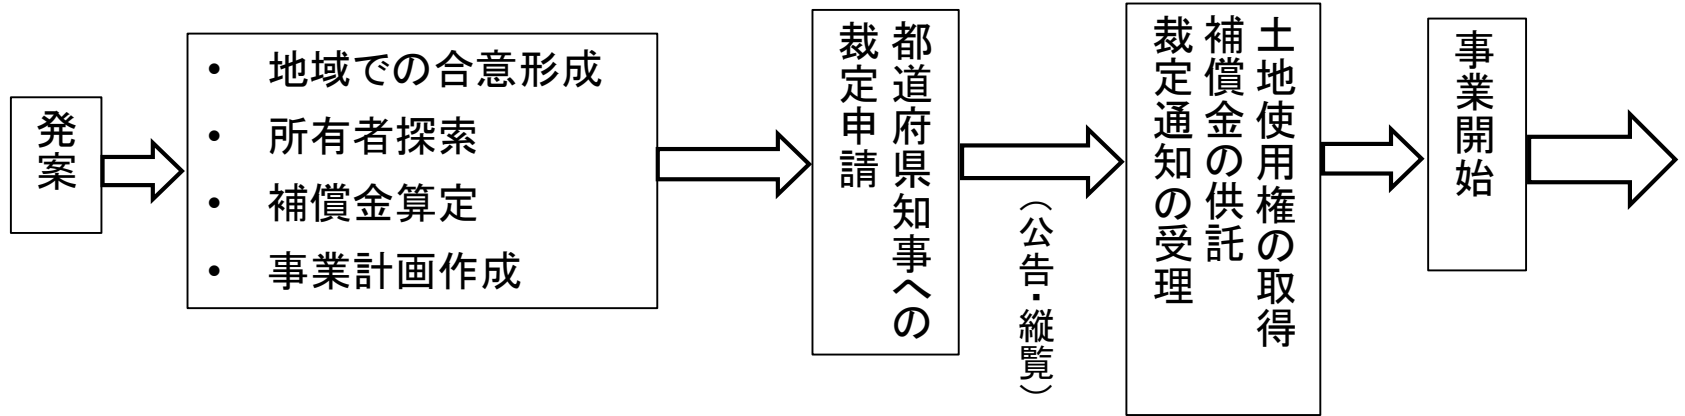 発案
• 地域での合意形成
• 所有者探索
• 補償金算定
• 事業計画作成
都道府県知事への
裁定申請
（公告・縦覧）
土地使用権の取得
補償金の供託
裁定通知の受理
事業開始